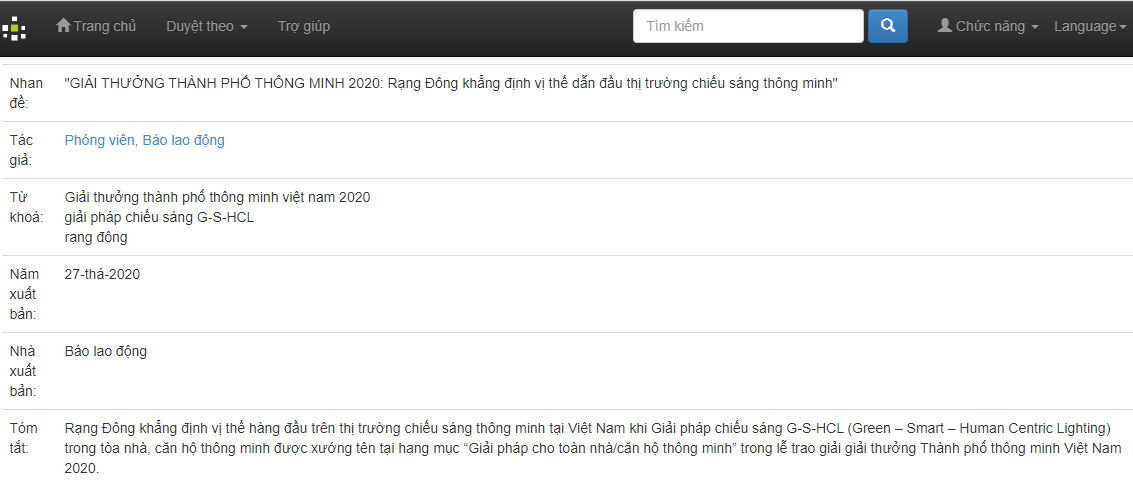 Trang chủ Duyệt theo Trợ giúp Tìm kiếm Chức năng Language
Nhan "GIẢI THƯỞNG THÀNH PHỐ THÔNG MINH 2020: Rạng Đông khẳng định vị thế dẫn đầu thị trường chiếu sáng thông minh"
đề:
Tác Phóng viên, Báo lao động
giả:
Từ Giải thưởng thành phố thông minh việt nam 2020
khoá: giải pháp chiếu sáng G-S-HCL
rạng đông
Năm 27-thá-2020
xuất
bản:
Nhà Báo lao động
xuất
bản:
Tóm Rạng Đông khẳng định vị thế hàng đầu trên thị trường chiếu sáng thông minh tại Việt Nam khi Giải pháp chiếu sáng G-S-HCL (Green – Smart – Human Centric Lighting)
tắt: trong tòa nhà, căn hộ thông minh được xướng tên tại hạng mục “Giải pháp cho toàn nhà/căn hộ thông minh” trong lễ trao giải giải thưởng Thành phố thông minh Việt Nam
2020.